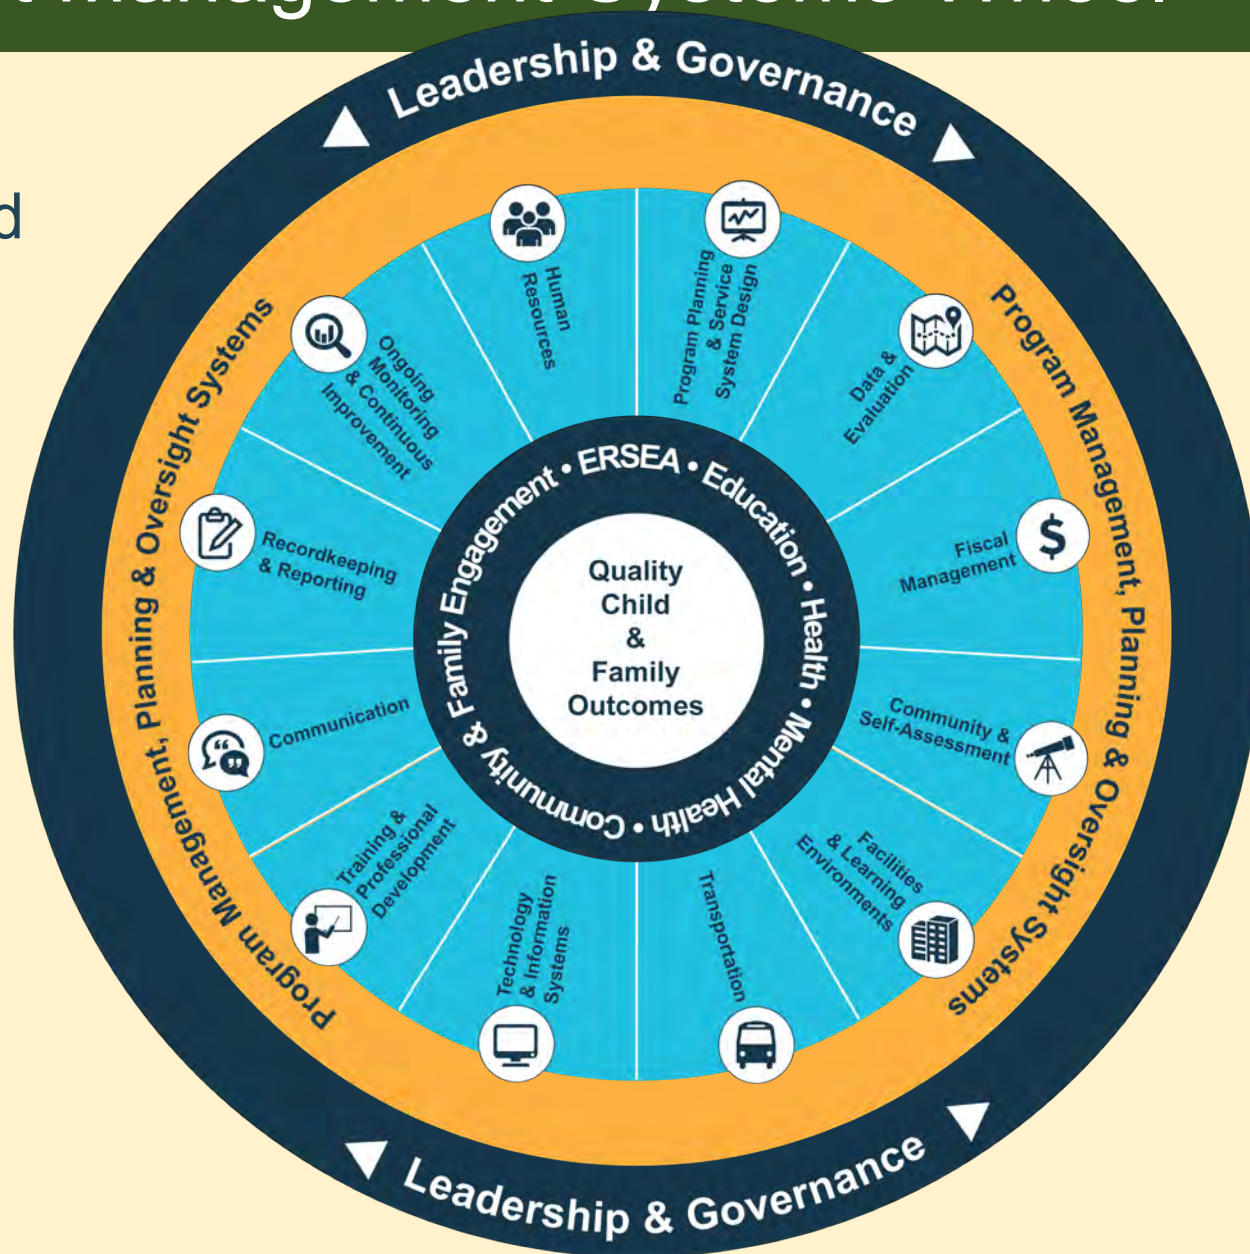 t Management Systems Wheel
d
Leadership & Governance
Program Management, Planning & Oversight Systems
Program Management, Planning & Oversight Systems
Human
Resources
Program Planning
& Service
System Design
Data &
Evaluation
Fiscal
Management
Community &
Self-Assessment
Facilities
& Learning
Environments
Transportation
Technology
& Information
Systems
Training &
Professional
Development
Communication
Recordkeeping
& Reporting
Ongoing
Monitoring
& Continuous
Improvement
Community & Family Engagement • ERSEA • Education • Health • Mental Health •
Quality
Child
&
Family
Outcomes
Leadership & Governance